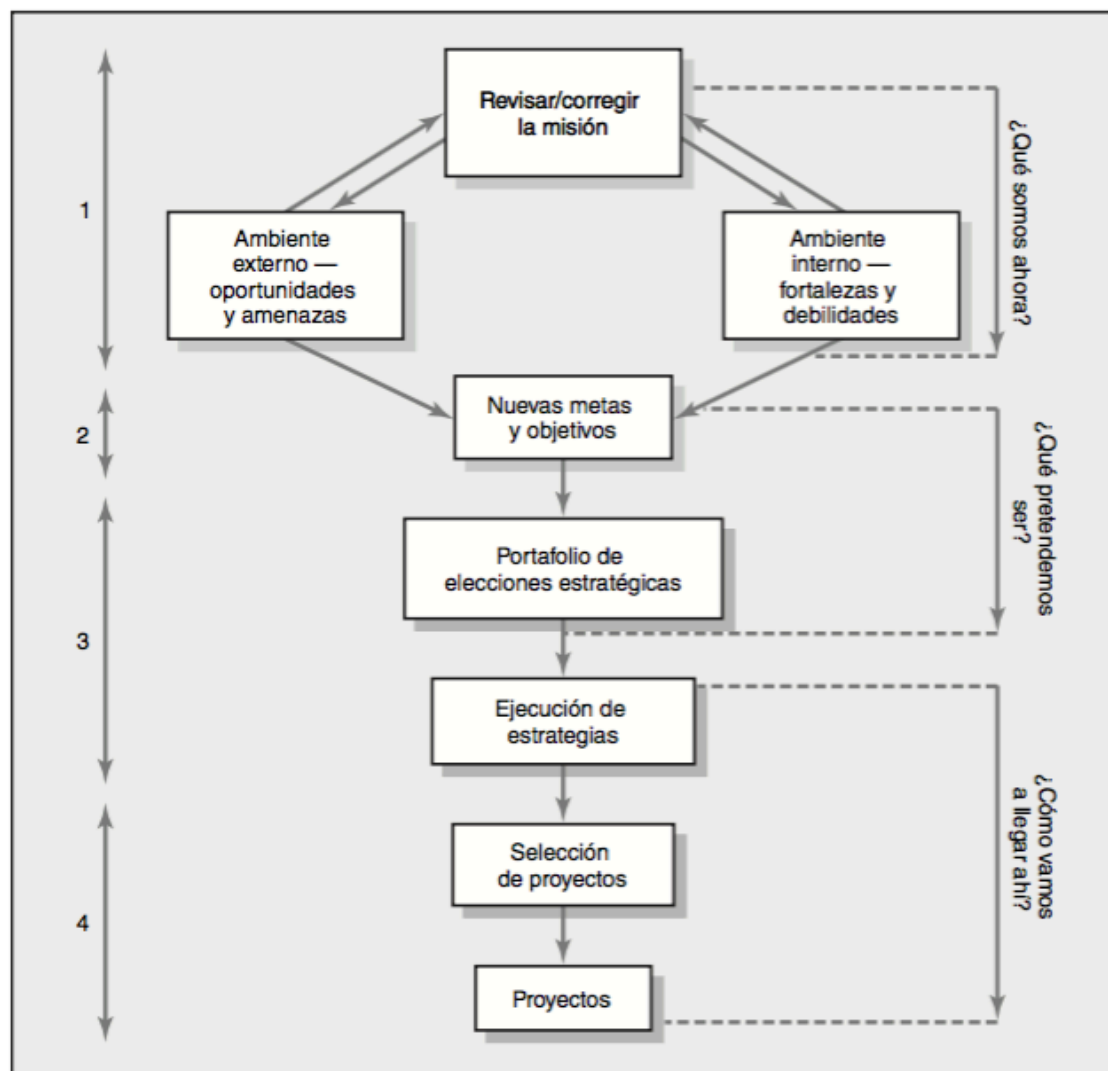 Revisar/corregir
la misión
¿Qué somos ahora?
1
Ambiente
externo —
oportunidades
y amenazas
Ambiente
interno —
fortalezas y
debilidades
2
Nuevas metas
y objetivos
¿Qué pretendemos
ser?
Portafolio de
elecciones estratégicas
3
Ejecución de
estrategias
¿Cómo vamos
a llegar ahí?
Selección
de proyectos
4
Proyectos